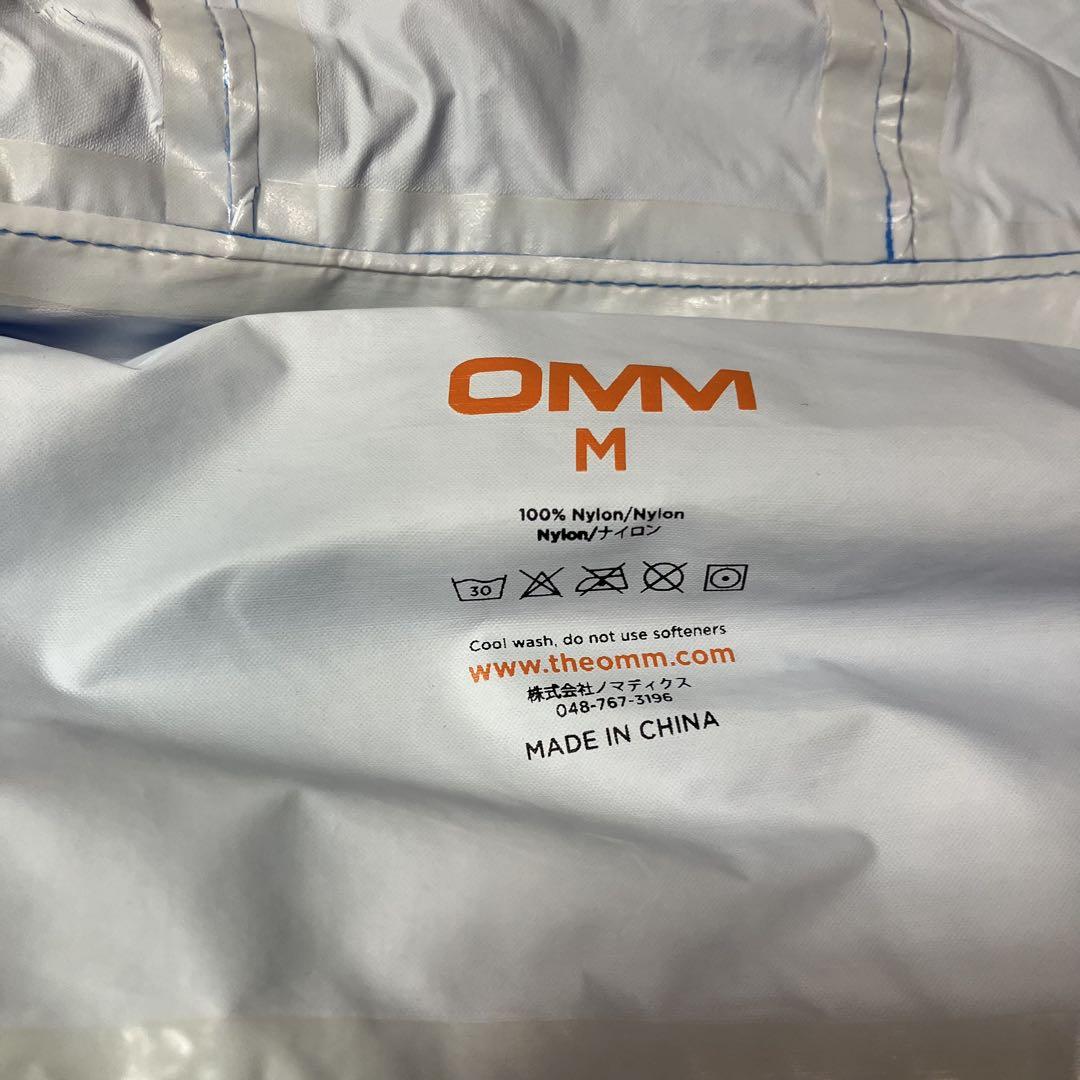 OMM
M
100% Nylon/Nylon
Nylon/ナイロン
30
Cool wash, do not use softeners
www.theomm.com
株式会社ノマディクス
048-767-3196
MADE IN CHINA